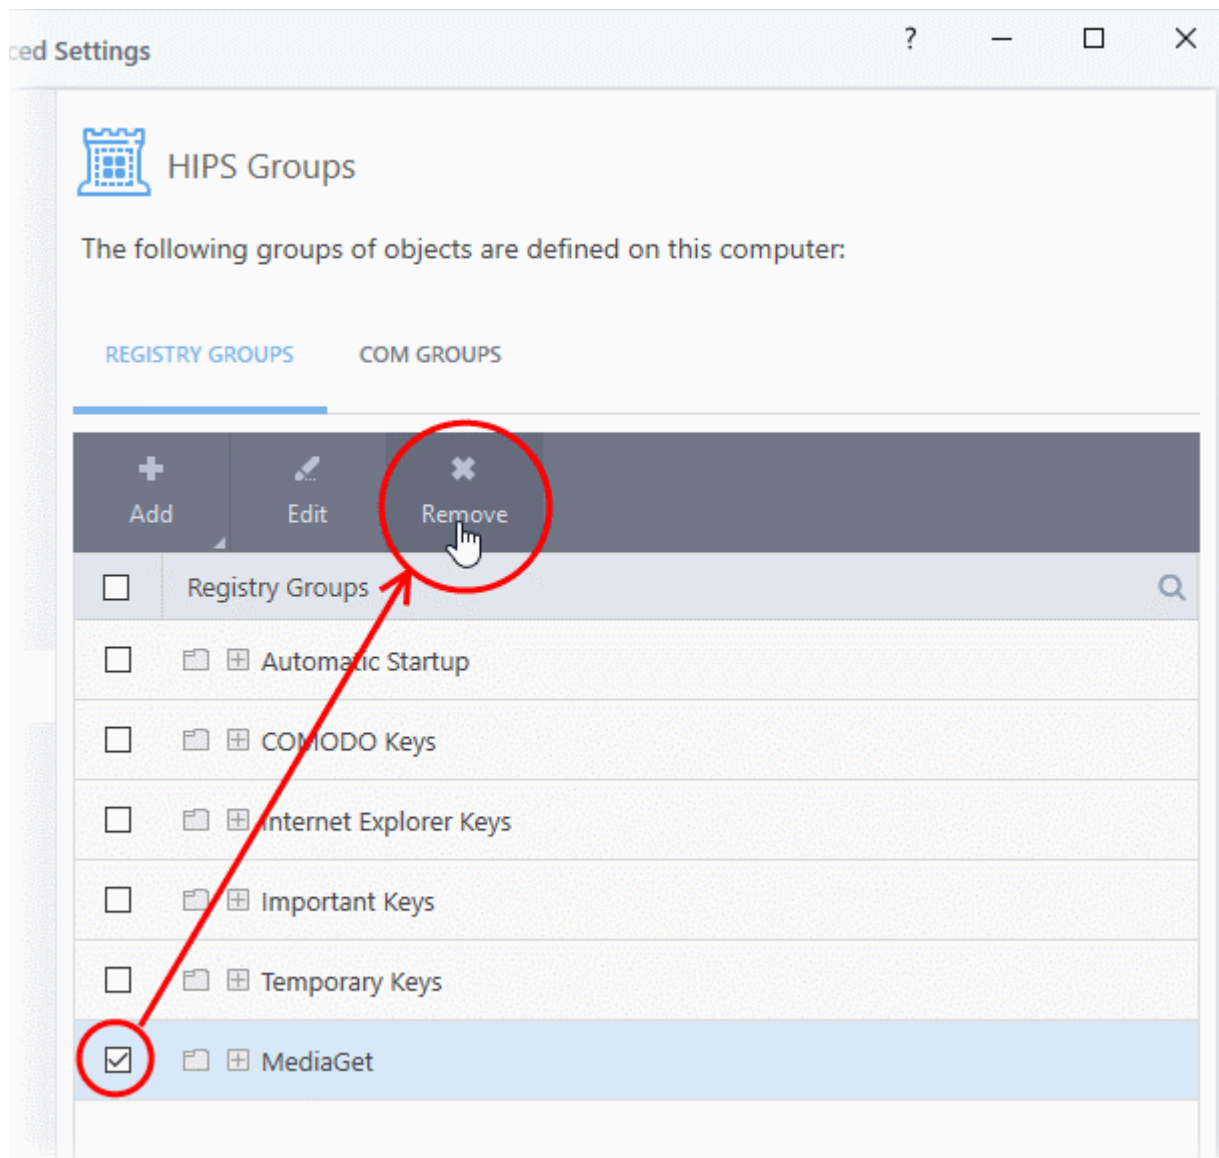 ced Settings
?
HIPS Groups
The following groups of objects are defined on this computer:
REGISTRY GROUPS COM GROUPS
Add Edit Remove
Registry Groups
Automatic Startup
COMODO Keys
Internet Explorer Keys
Important Keys
Temporary Keys
MediaGet